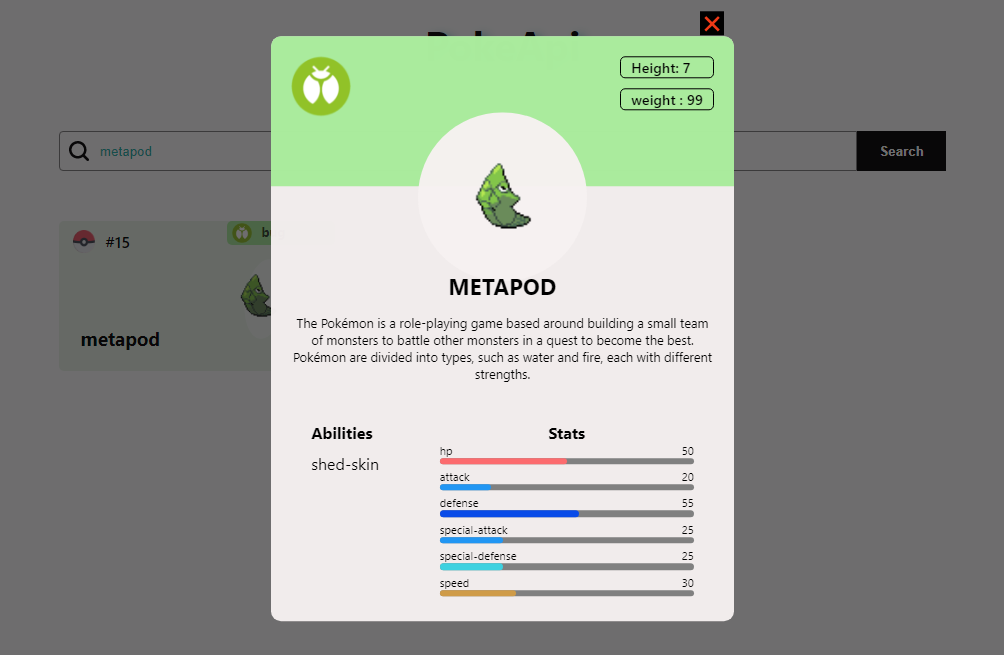 Height: 7
weight : 99
metapod
Search
#15
metapod
METAPOD
The Pokémon is a role-playing game based around building a small team
of monsters to battle other monsters in a quest to become the best.
Pokémon are divided into types, such as water and fire, each with different
strengths.
Abilities
shed-skin
Stats
hp 50
attack 20
defense 55
special-attack 25
special-defense 25
speed 30